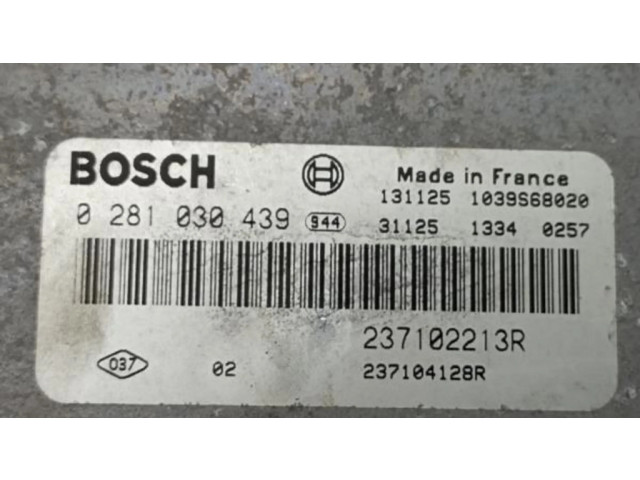 BOSCH Made in France
131125 1039S68020
0 281 030 439 944 31125 1334 0257
237102213R
037 02 237104128R